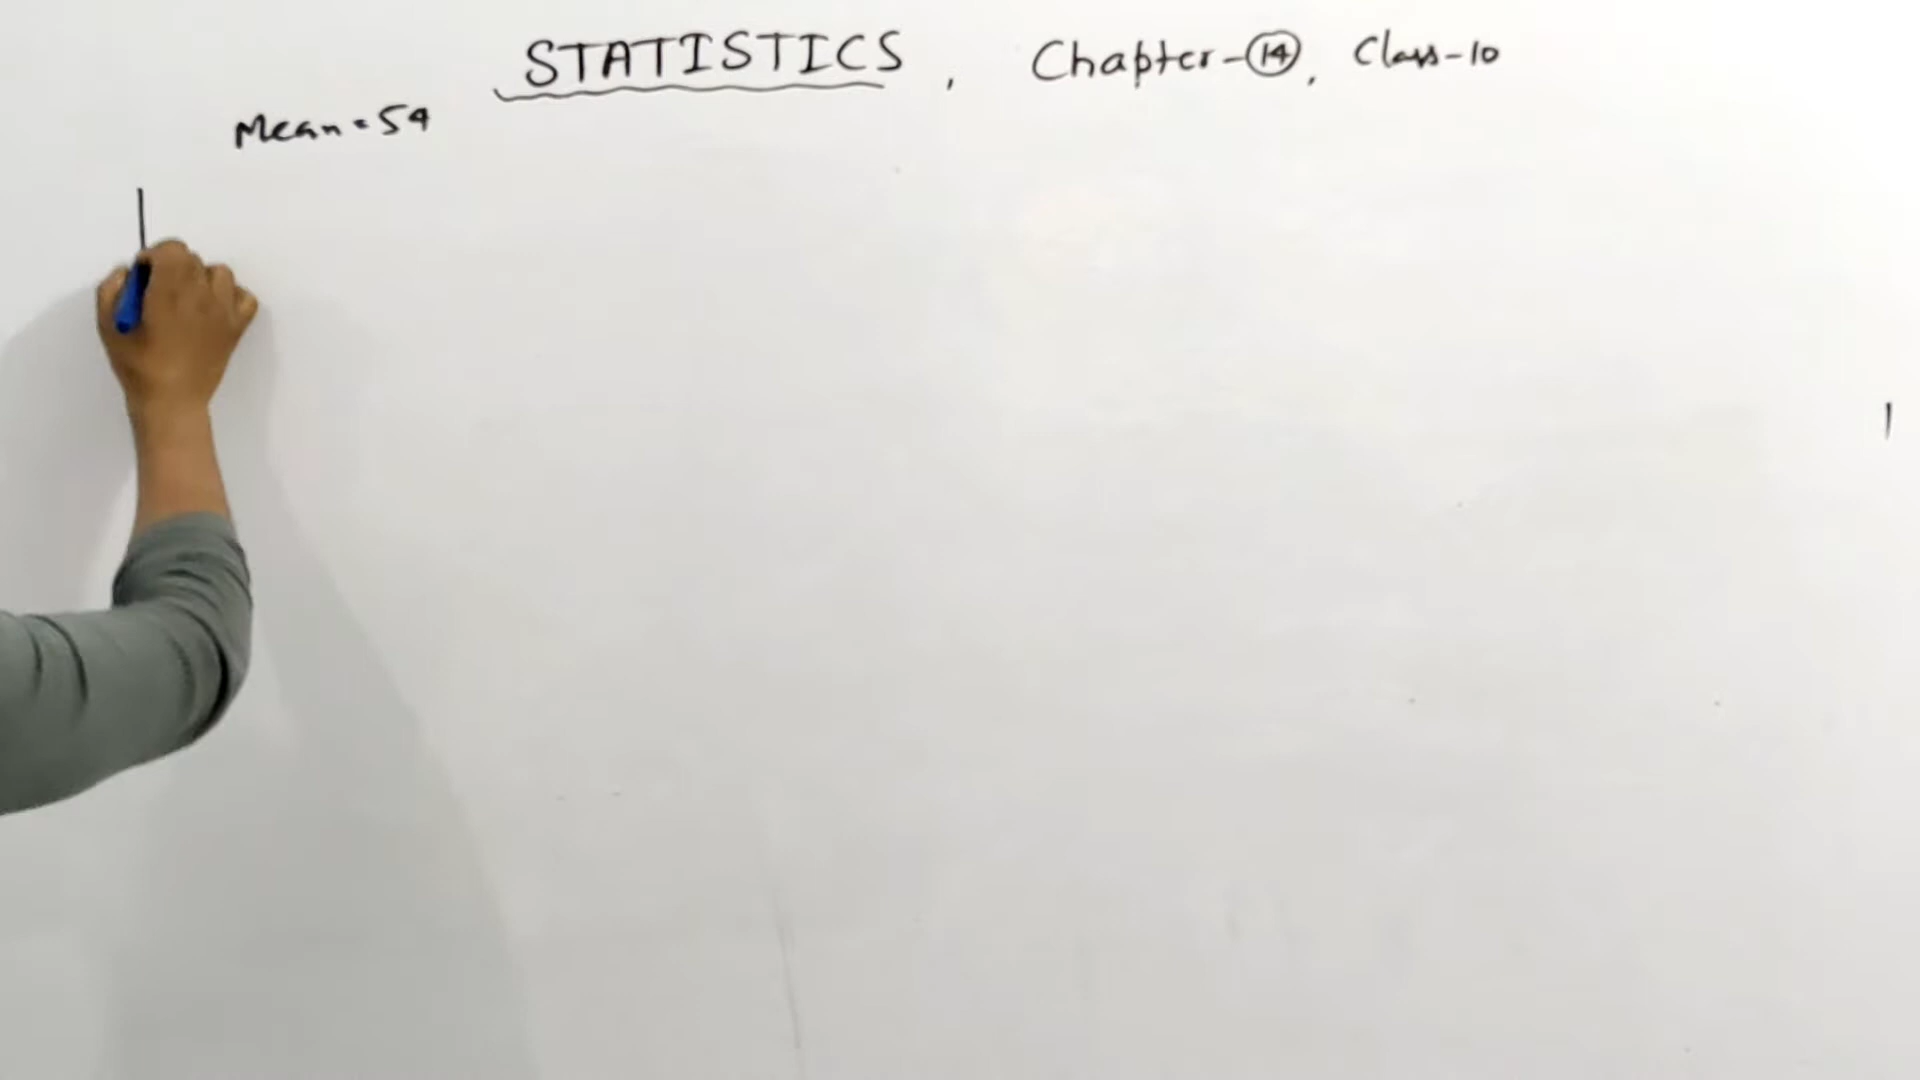 STATISTICS , Chapter-14, Class-10
Mean = 54